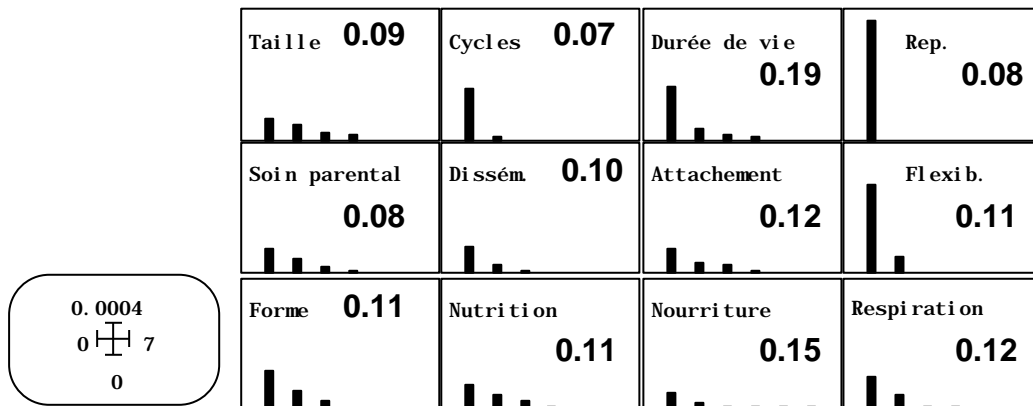 Taille 0.09
Cycles 0.07
Durée de vie
0.19
Rep.
0.08
Soin parental
0.08
Dissém. 0.10
Attachement
0.12
Flexib.
0.11
Forme 0.11
Nutrition
0.11
Nourriture
0.15
Respiration
0.12
0.0004
0 7
0